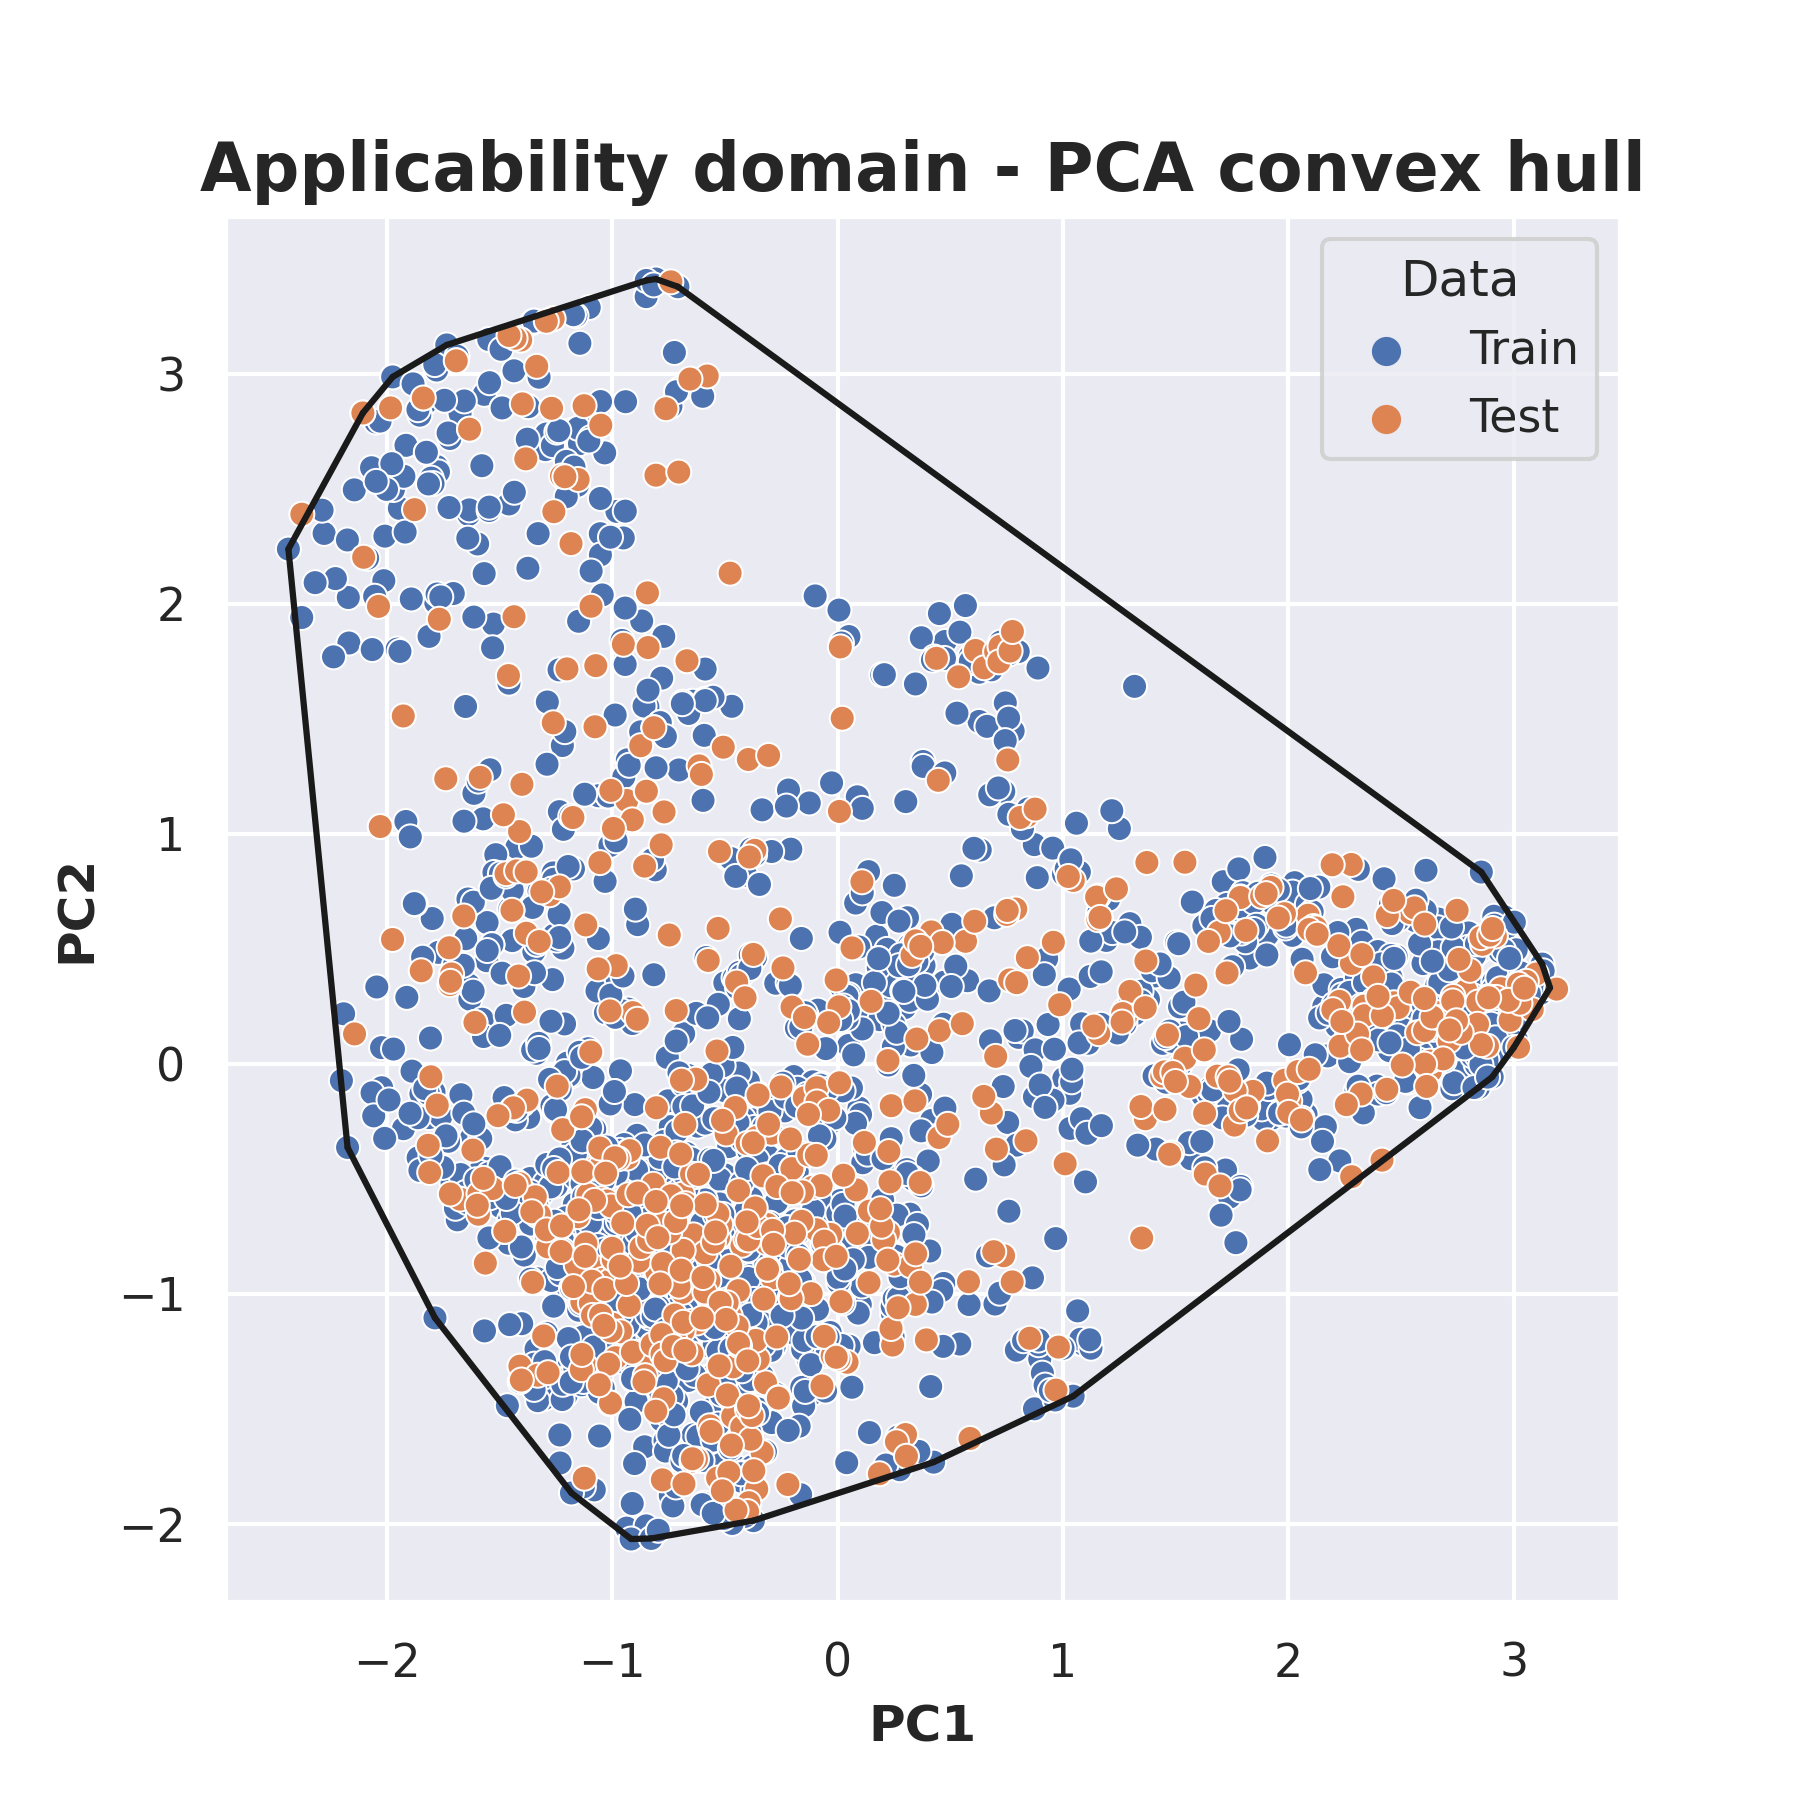 Applicability domain - PCA convex hull
Data
Train
Test
3
2
1
0
−1
−2
PC2
−2
−1
0
1
2
3
PC1